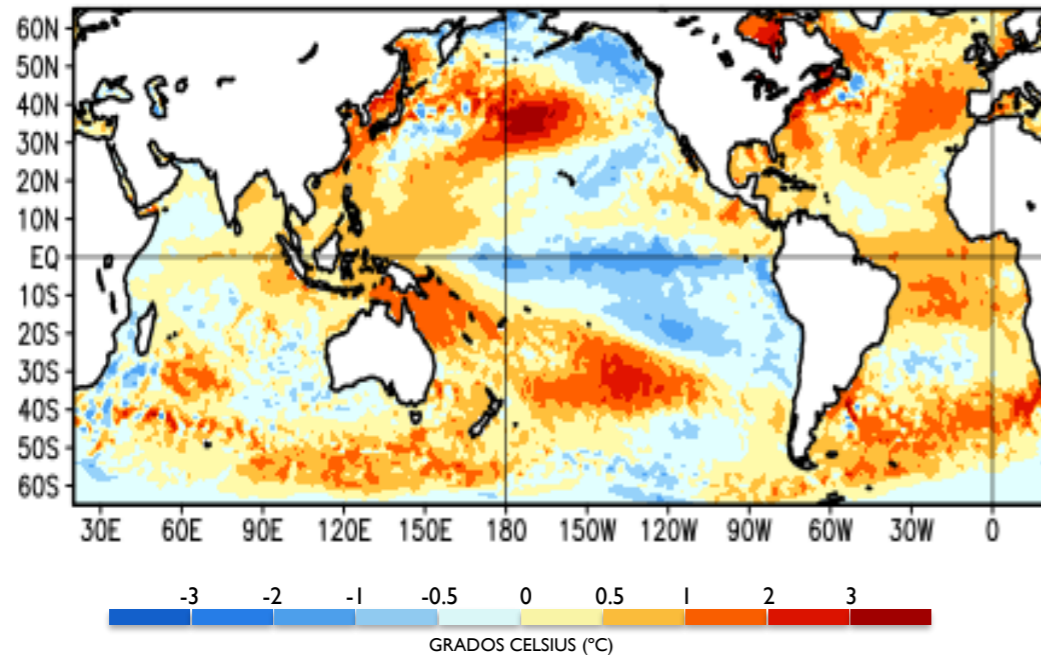 60N
50N
40N
30N
20N
10N
EQ
10S
20S
30S
40S
50S
60S
30E 60E 90E 120E 150E 180 150W 120W 90W 60W 30W 0
-3 -2 -1 -0.5 0 0.5 1 2 3
GRADOS CELSIUS (ºC)